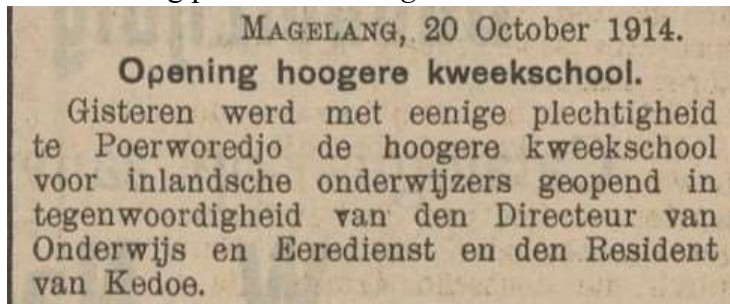 MAGELANG, 20 October 1914.
Opening hoogere kweekschool.
Gisteren werd met eenige plechtigheid
te Poerworedjo de hoogere kweekschool
voor inlandsche onderwijzers geopend in
tegenwoordigheid van den Directeur van
Onderwijs en Eeredienst en den Resident
van Kedoe.